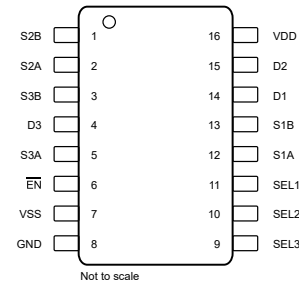 S2B 1 16 VDD
S2A 2 15 D2
S3B 3 14 D1
D3 4 13 S1B
S3A 5 12 S1A
EN 6 11 SEL1
VSS 7 10 SEL2
GND 8 9 SEL3
Not to scale